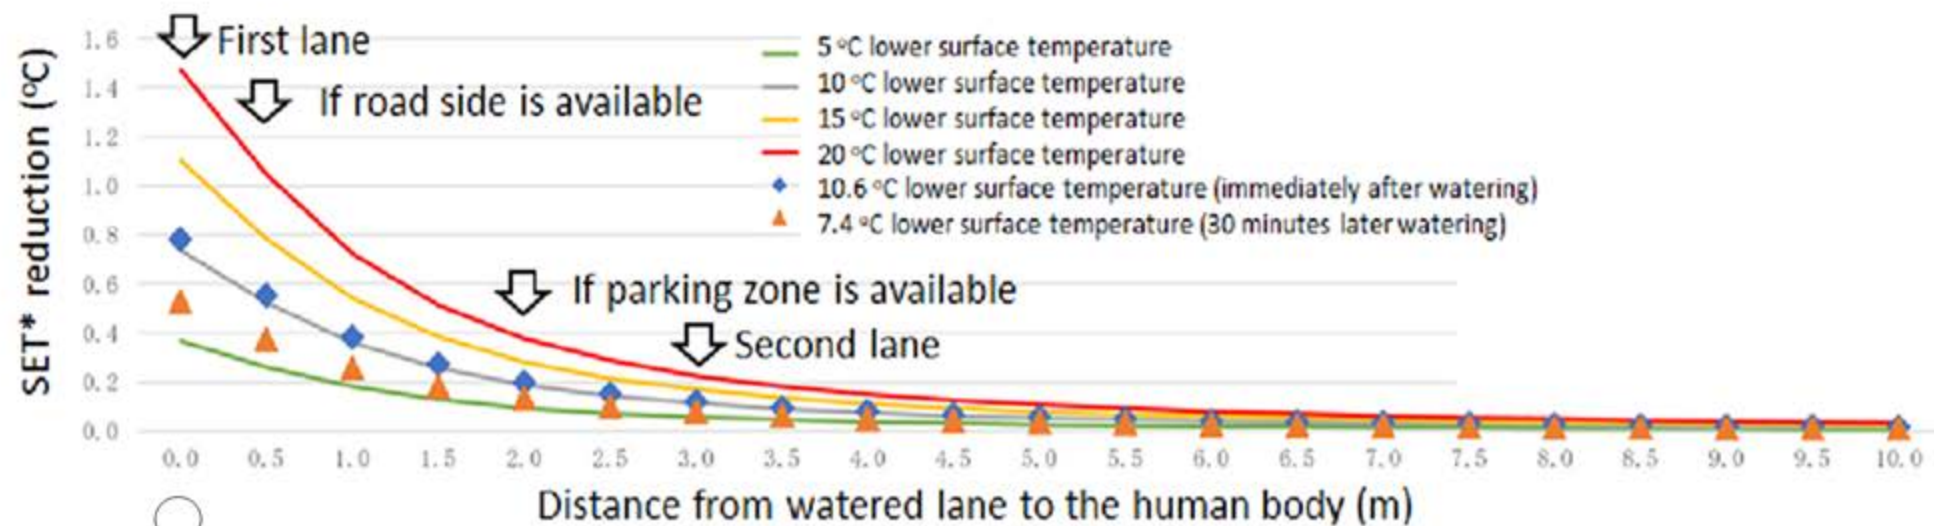 First lane
If road side is available
5 °C lower surface temperature
10 °C lower surface temperature
15 °C lower surface temperature
20 °C lower surface temperature
10.6 °C lower surface temperature (immediately after watering)
7.4 °C lower surface temperature (30 minutes later watering)
If parking zone is available
Second lane
SET* reduction (°C)
1.6
1.4
1.2
1.0
0.8
0.6
0.4
0.2
0.0
0.0 0.5 1.0 1.5 2.0 2.5 3.0 3.5 4.0 4.5 5.0 5.5 6.0 6.5 7.0 7.5 8.0 8.5 9.0 9.5 10.0
Distance from watered lane to the human body (m)